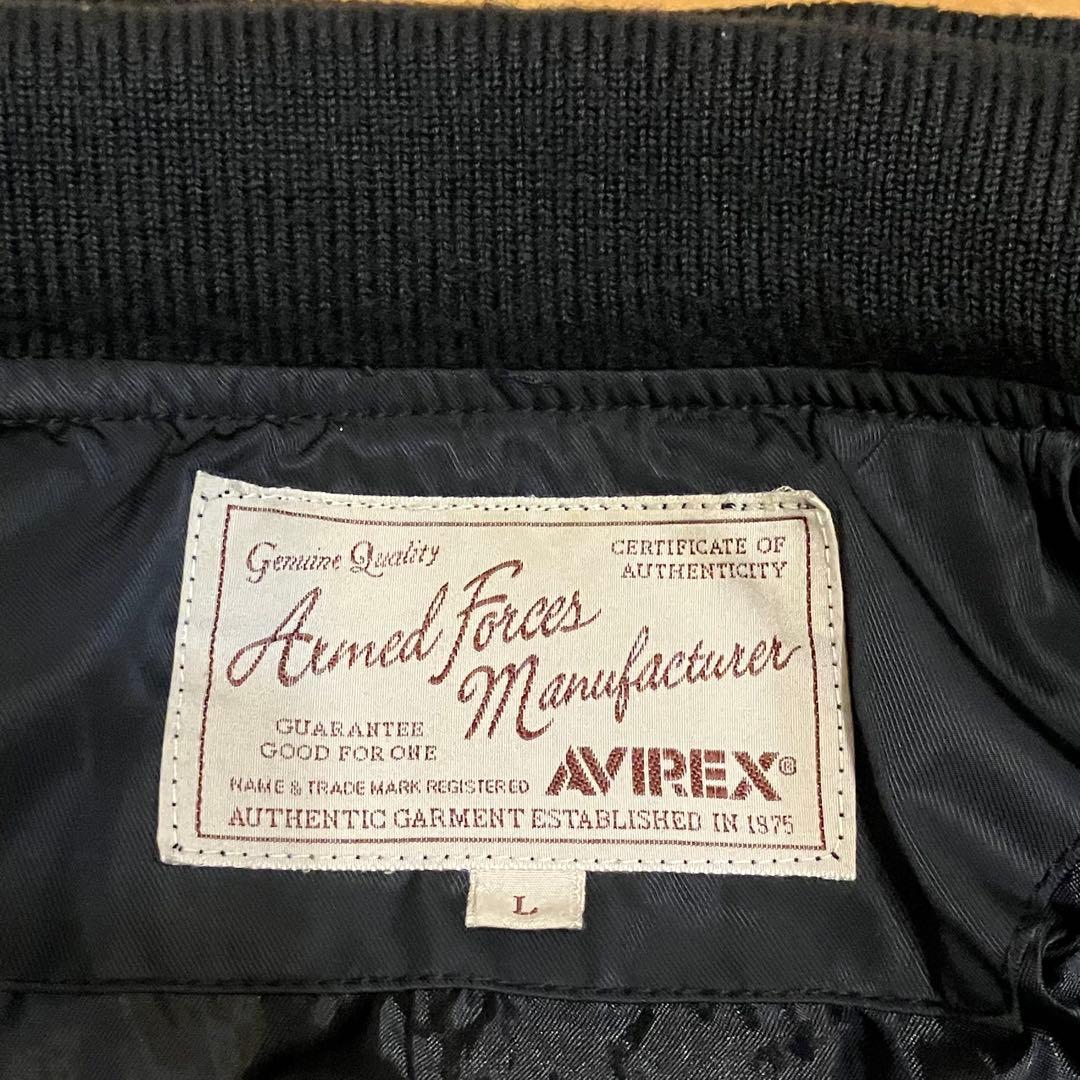 Genuine Quality
CERTIFICATE OF
AUTHENTICITY
Armed Forces
Manufacturer
GUARANTEE
GOOD FOR ONE
NAME & TRADE MARK REGISTERED
AVIREX®
AUTHENTIC GARMENT ESTABLISHED IN 1975
L